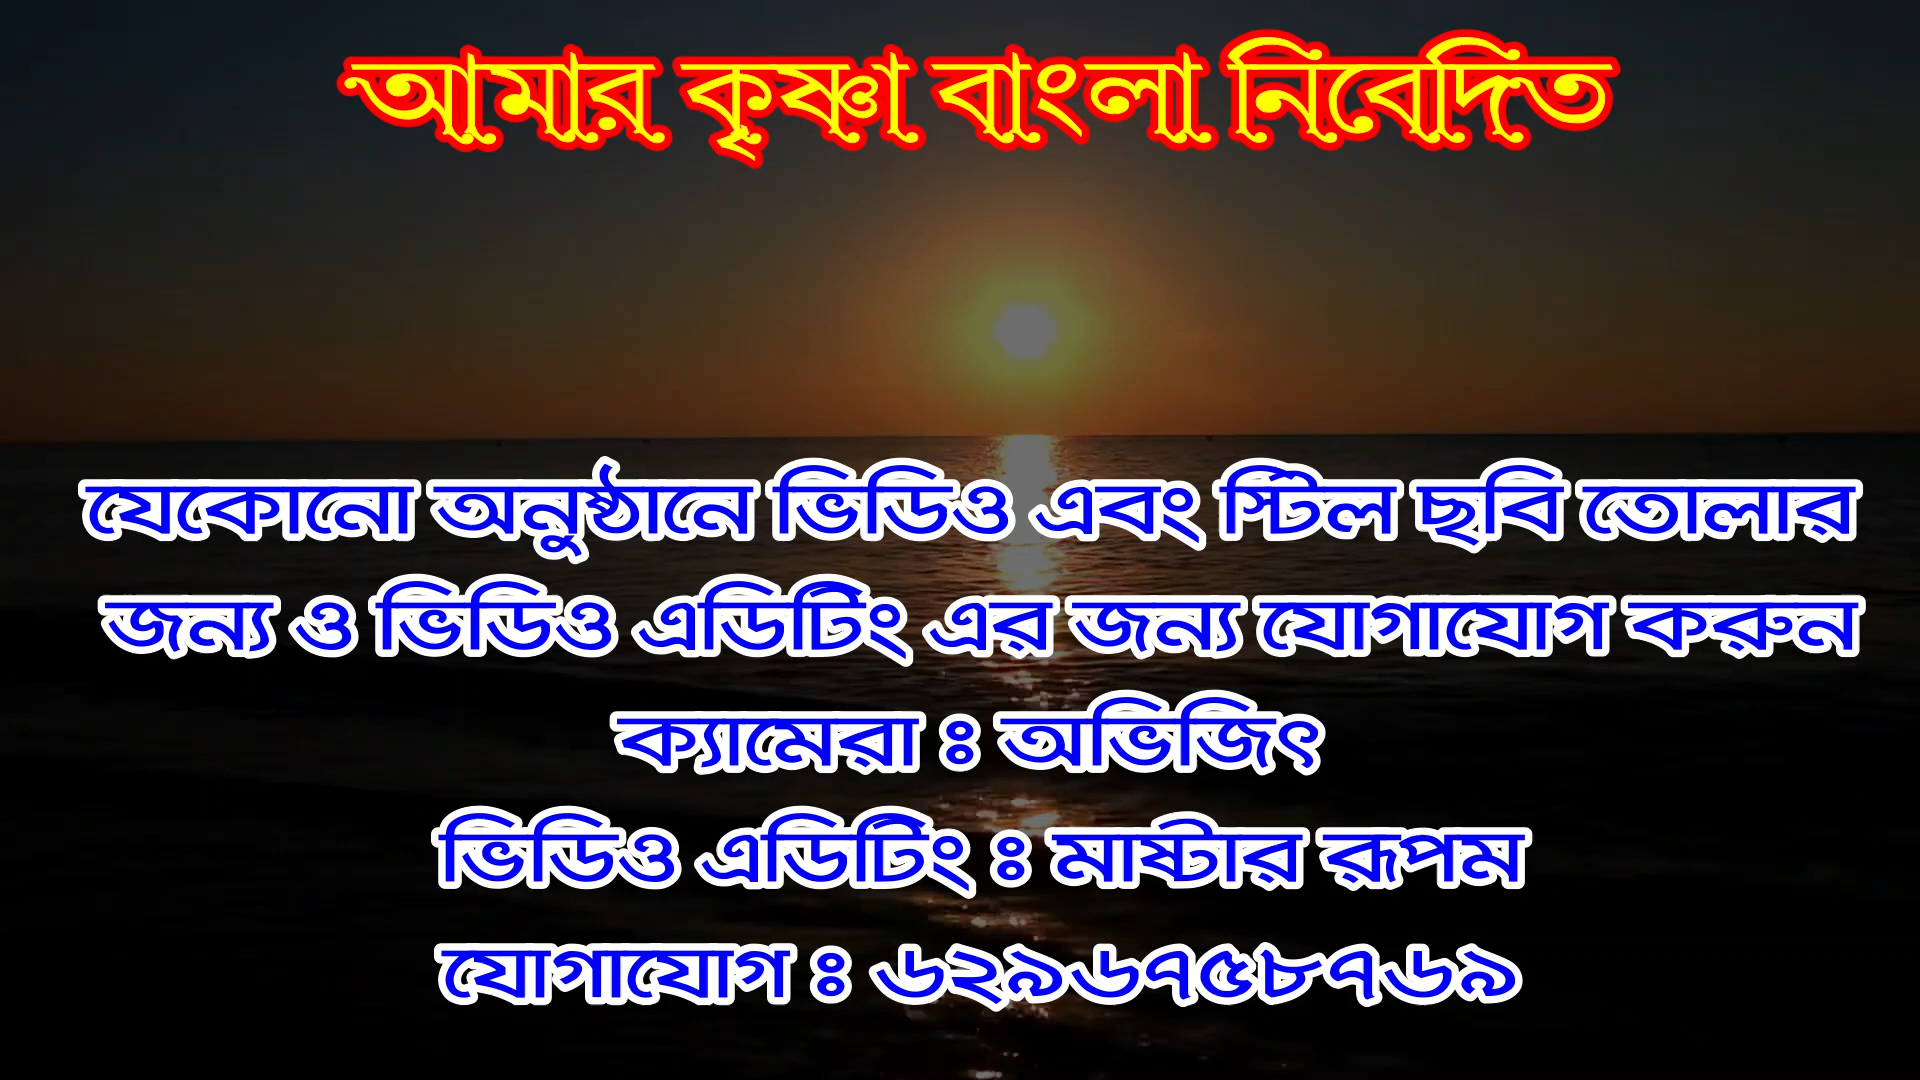 আমার কৃষ্ণা বাংলা নিবেদিত
যেকোনো অনুষ্ঠানে ভিডিও এবং স্টিল ছবি তোলার
জন্য ও ভিডিও এডিটিং এর জন্য যোগাযোগ করুন
ক্যামেরা ঃ অভিজিৎ
ভিডিও এডিটিং ঃ মাষ্টার রূপম
যোগাযোগ ঃ ৬২৯৬৭৫৮৭৬৯